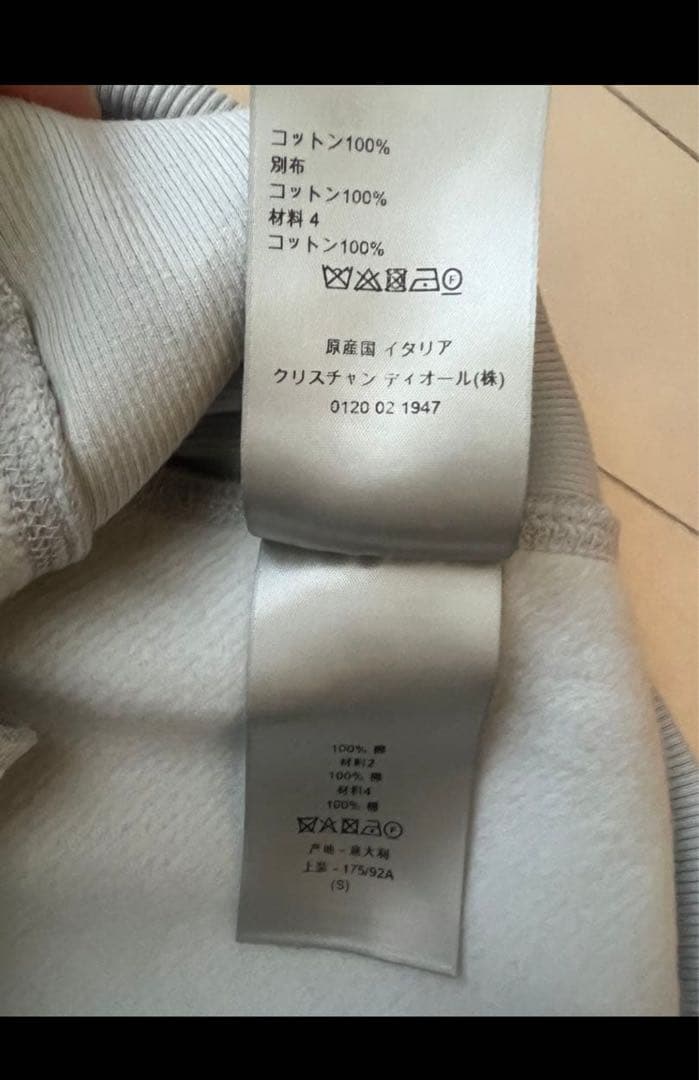 コットン100%
別布
コットン100%
材料 4
コットン100%
F
原産国 イタリア
クリスチャン ディオール(株)
0120 02 1947
100% 棉
材料2
100% 棉
材料4
100% 棉
F
产地 - 意大利
上装 - 175/92A
(S)